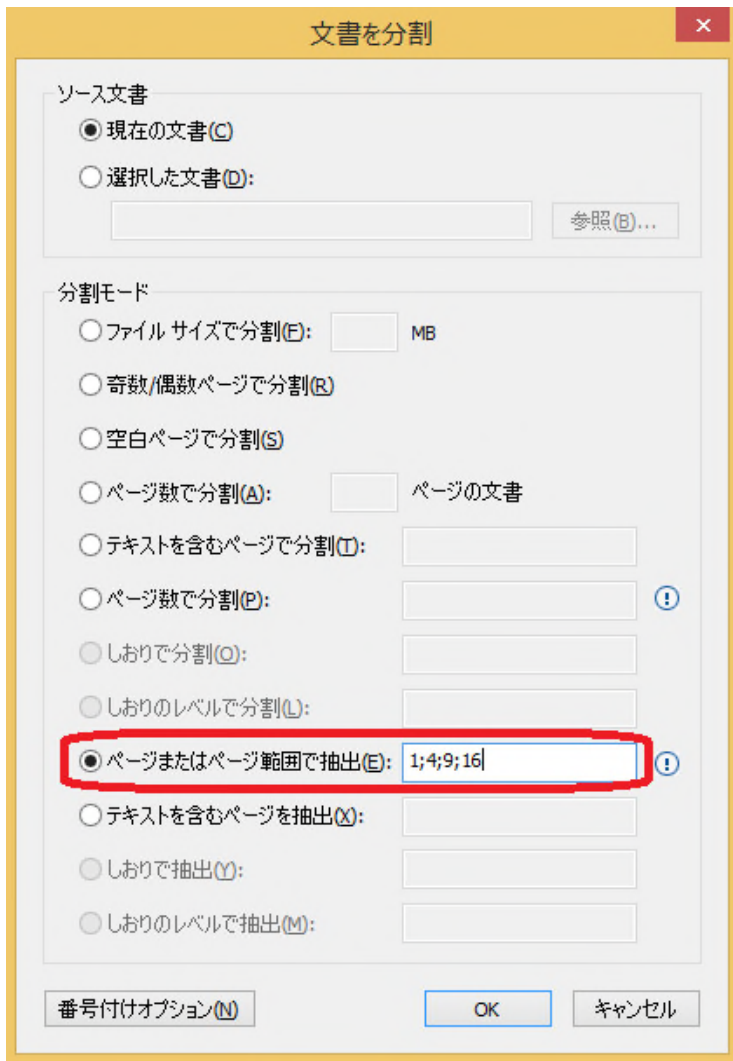 文書を分割
ソース文書
現在の文書(C)
選択した文書(D):
参照(B)...
分割モード
ファイル サイズで分割(F): MB
奇数/偶数ページで分割(R)
空白ページで分割(S)
ページ数で分割(A): ページの文書
テキストを含むページで分割(T):
ページ数で分割(P):
しおりで分割(O):
しおりのレベルで分割(L):
ページまたはページ範囲で抽出(E): 1;4;9;16
テキストを含むページを抽出(X):
しおりで抽出(Y):
しおりのレベルで抽出(M):
番号付けオプション(N) OK キャンセル